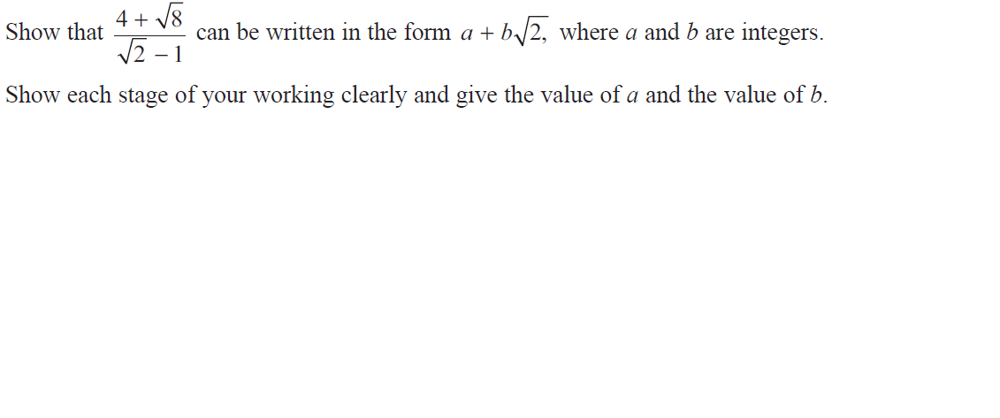 Show that \frac{4 + \sqrt{8}}{\sqrt{2} - 1} can be written in the form a + b\sqrt{2}, where a and b are integers.
Show each stage of your working clearly and give the value of a and the value of b.